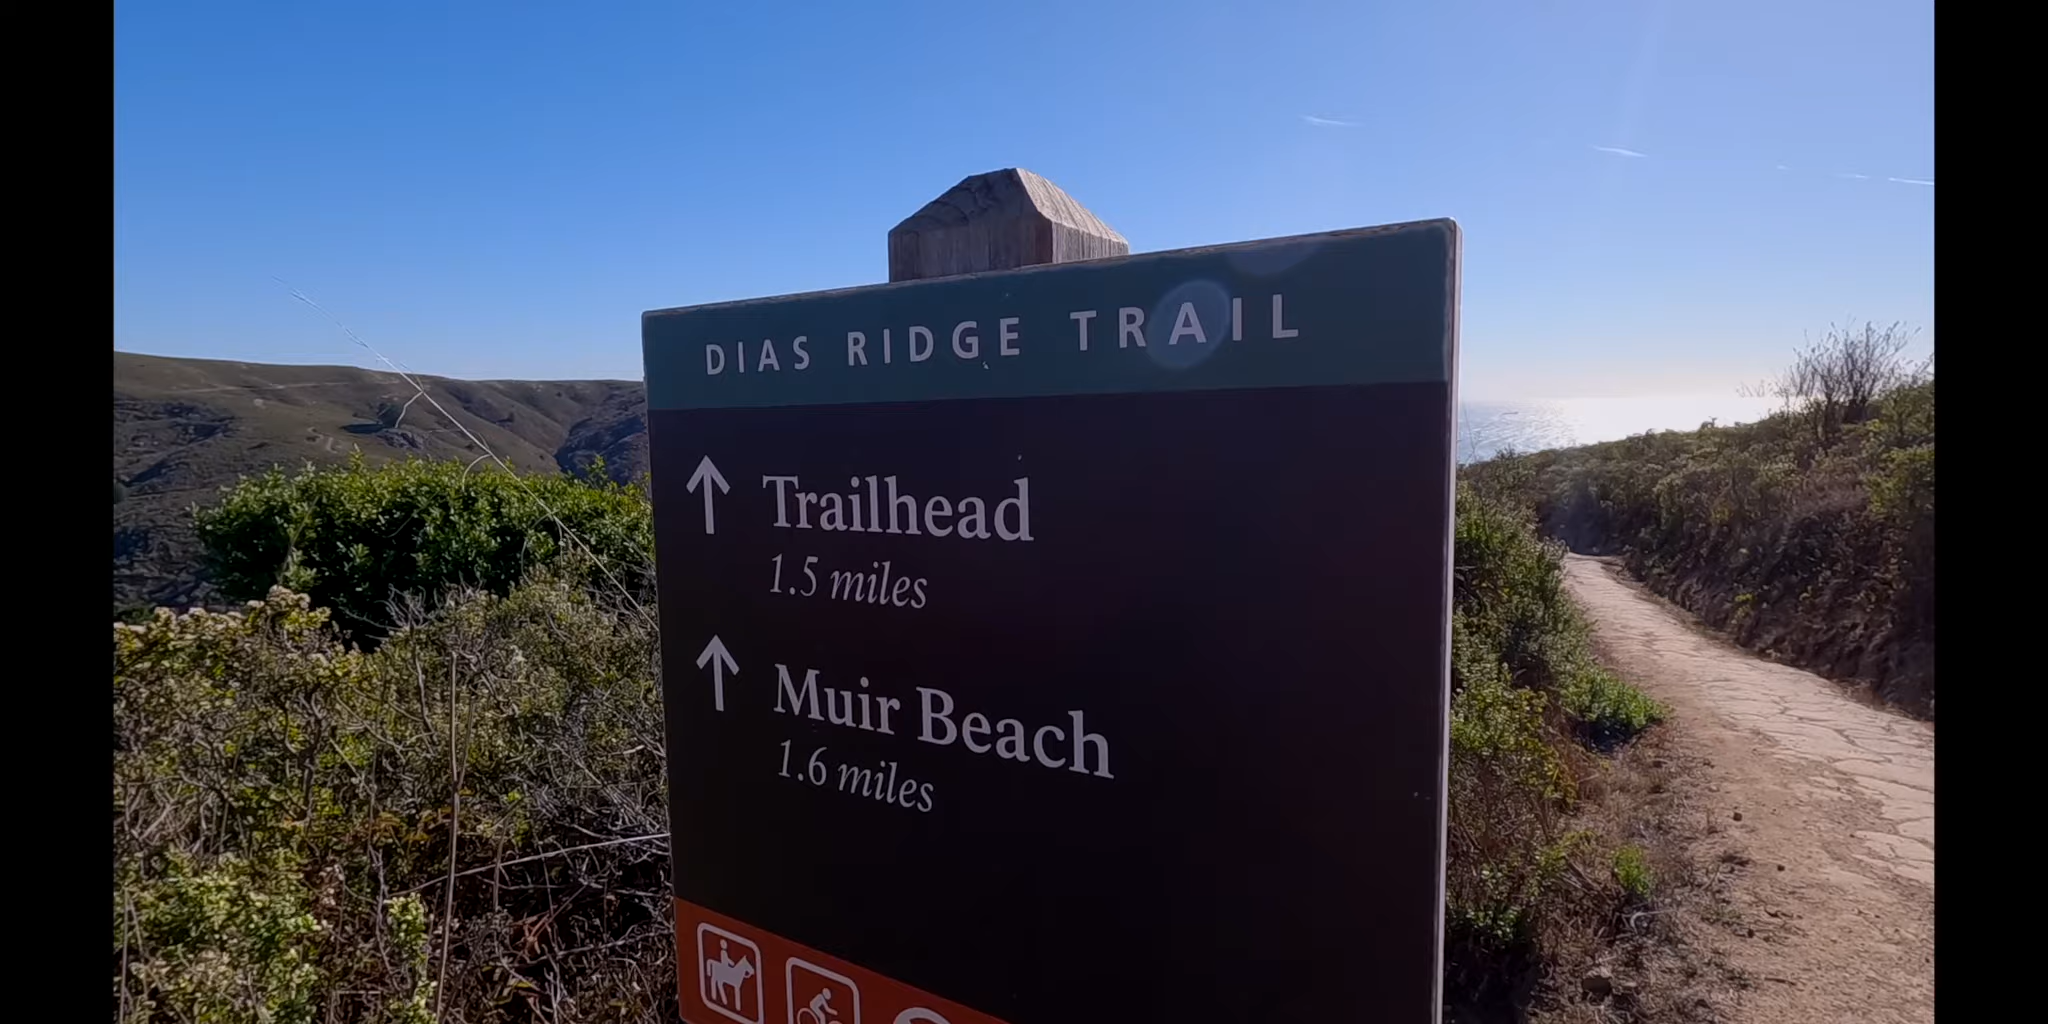 DIAS RIDGE TRAIL
Trailhead
1.5 miles
Muir Beach
1.6 miles